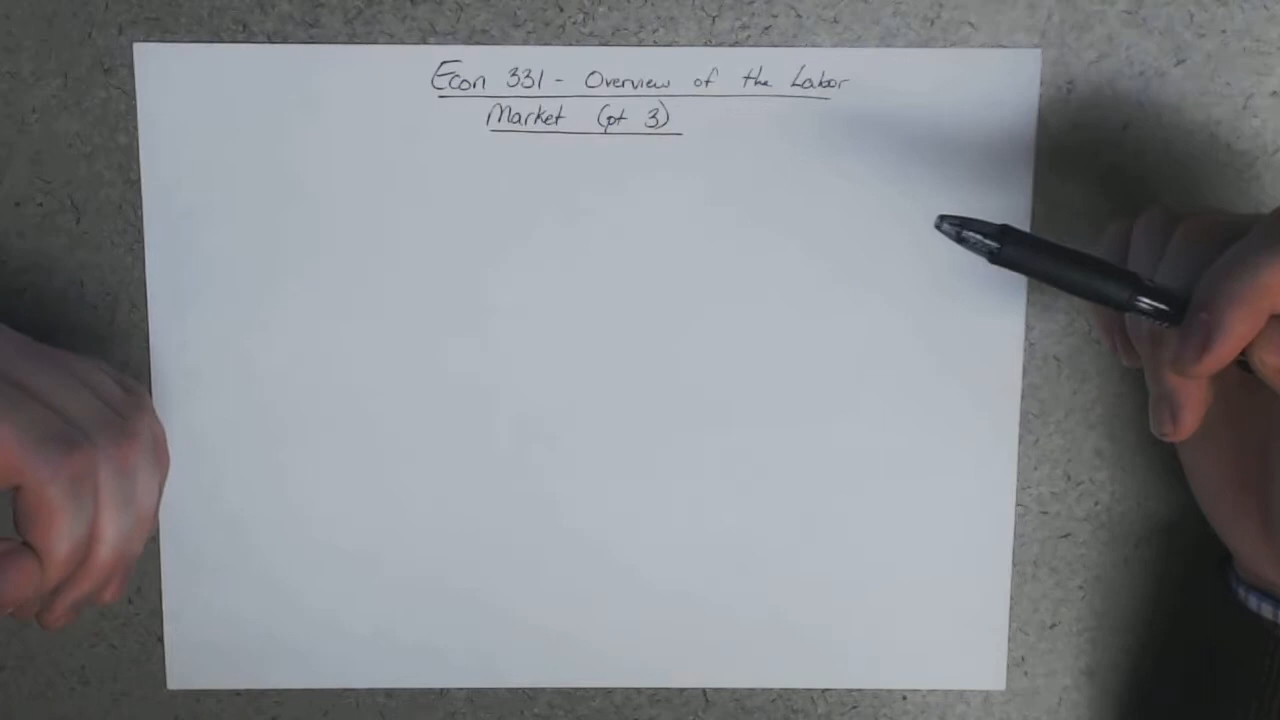 Econ 331 - Overview of the Labor
Market (pt 3)